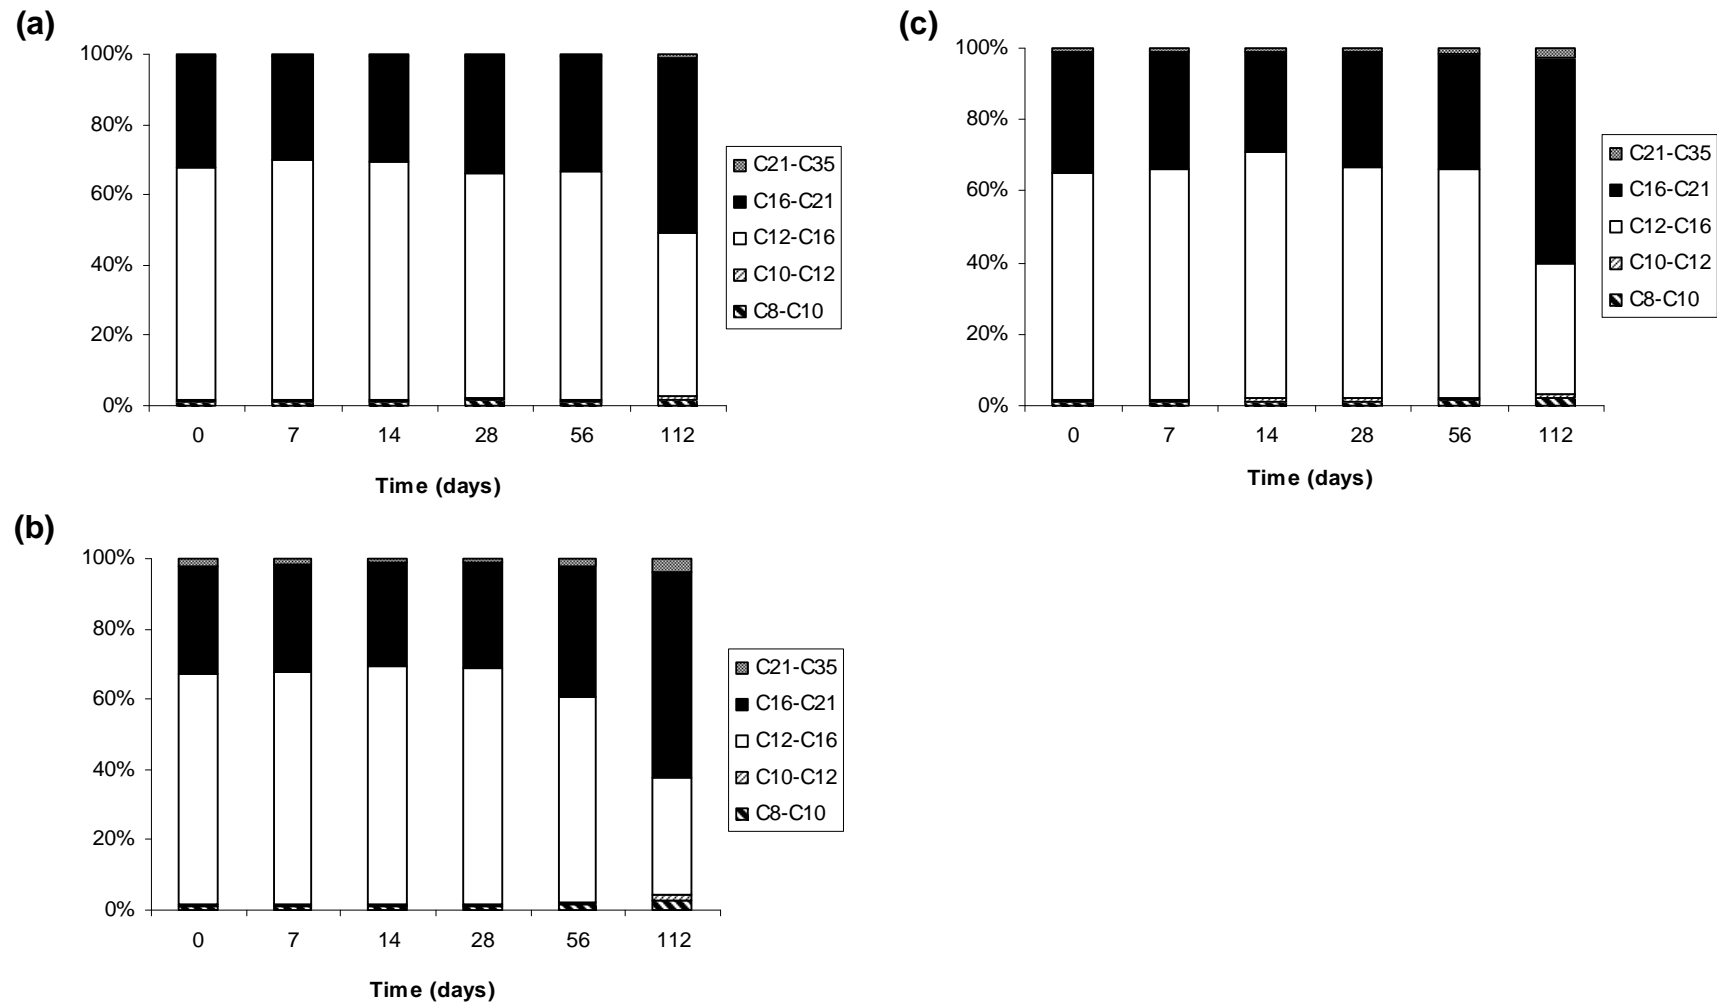 (a)
100%
80%
60%
40%
20%
0%
0 7 14 28 56 112
Time (days)
C21-C35
C16-C21
C12-C16
C10-C12
C8-C10
(c)
100%
80%
60%
40%
20%
0%
0 7 14 28 56 112
Time (days)
C21-C35
C16-C21
C12-C16
C10-C12
C8-C10
(b)
100%
80%
60%
40%
20%
0%
0 7 14 28 56 112
Time (days)
C21-C35
C16-C21
C12-C16
C10-C12
C8-C10